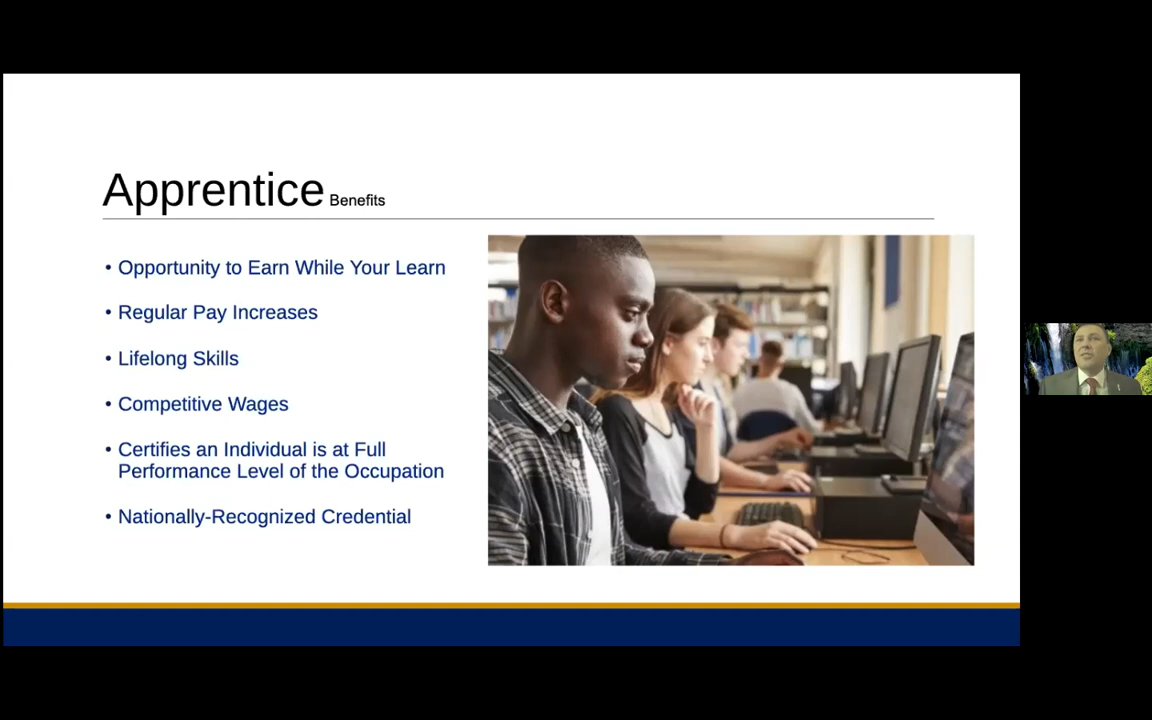 Apprentice Benefits
• Opportunity to Earn While Your Learn
• Regular Pay Increases
• Lifelong Skills
• Competitive Wages
• Certifies an Individual is at Full
Performance Level of the Occupation
• Nationally-Recognized Credential